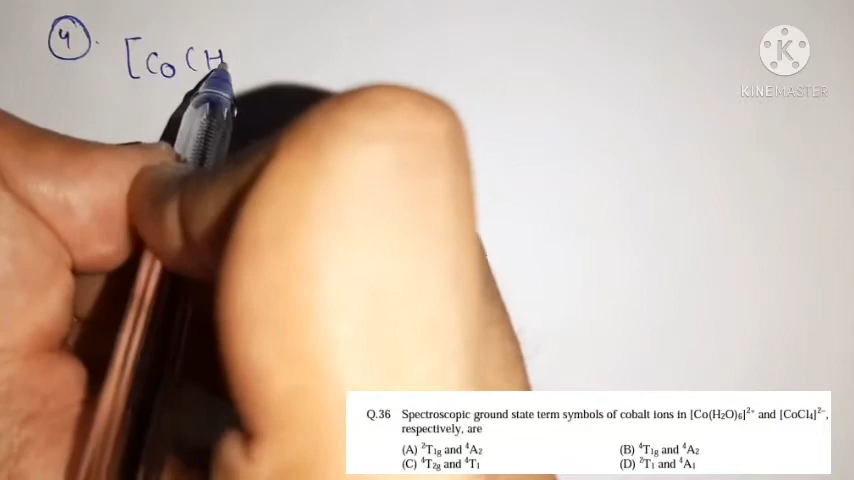 4. [Co(H
KINEMASTER
Q.36 Spectroscopic ground state term symbols of cobalt ions in [Co(H₂O)₆]²⁺ and [CoCl₄]²⁻,
respectively, are
(A) ²T₁g and ⁴A₂ (B) ⁴T₁g and ⁴A₂
(C) ⁴T₂g and ⁴T₁ (D) ²T₁ and ⁴A₁